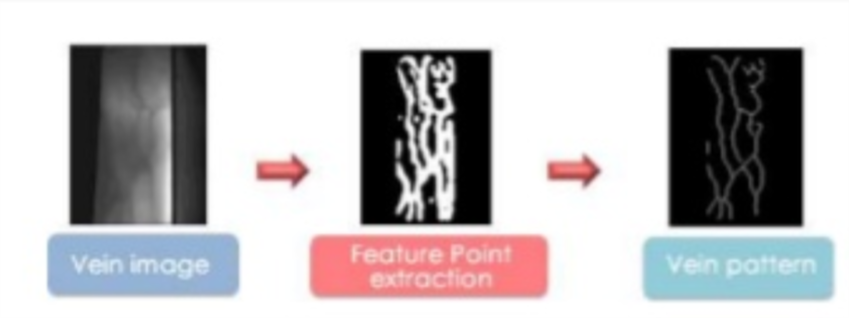 Vein image
Feature Point
extraction
Vein pattern